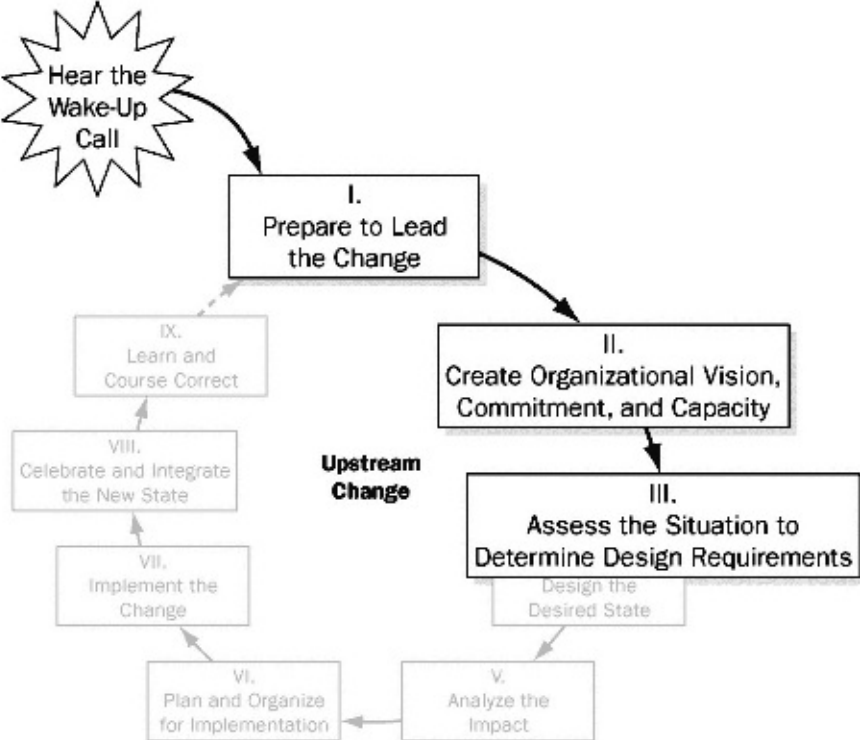 Hear the
Wake-Up
Call
I.
Prepare to Lead
the Change
II.
Create Organizational Vision,
Commitment, and Capacity
Upstream
Change
III.
Assess the Situation to
Determine Design Requirements
Design the
Desired State
V.
Analyze the
Impact
VI.
Plan and Organize
for Implementation
VII.
Implement the
Change
VIII.
Celebrate and Integrate
the New State
IX.
Learn and
Course Correct